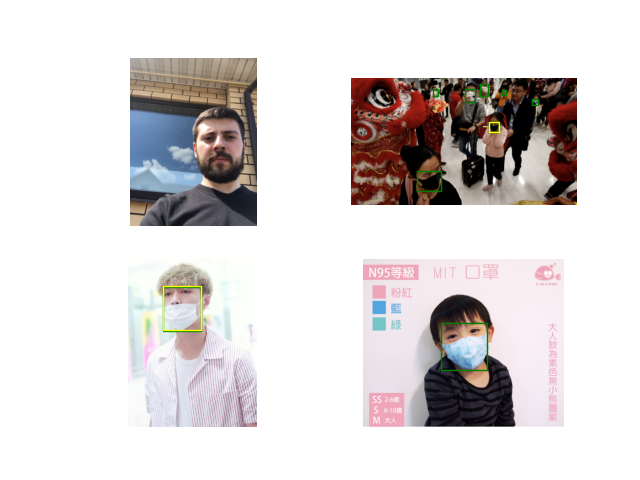 N95等級 MIT 口罩
粉紅
藍
綠
大人款為素色無小熊圖案
SS 2-6歲
S 6-10歲
M 大人